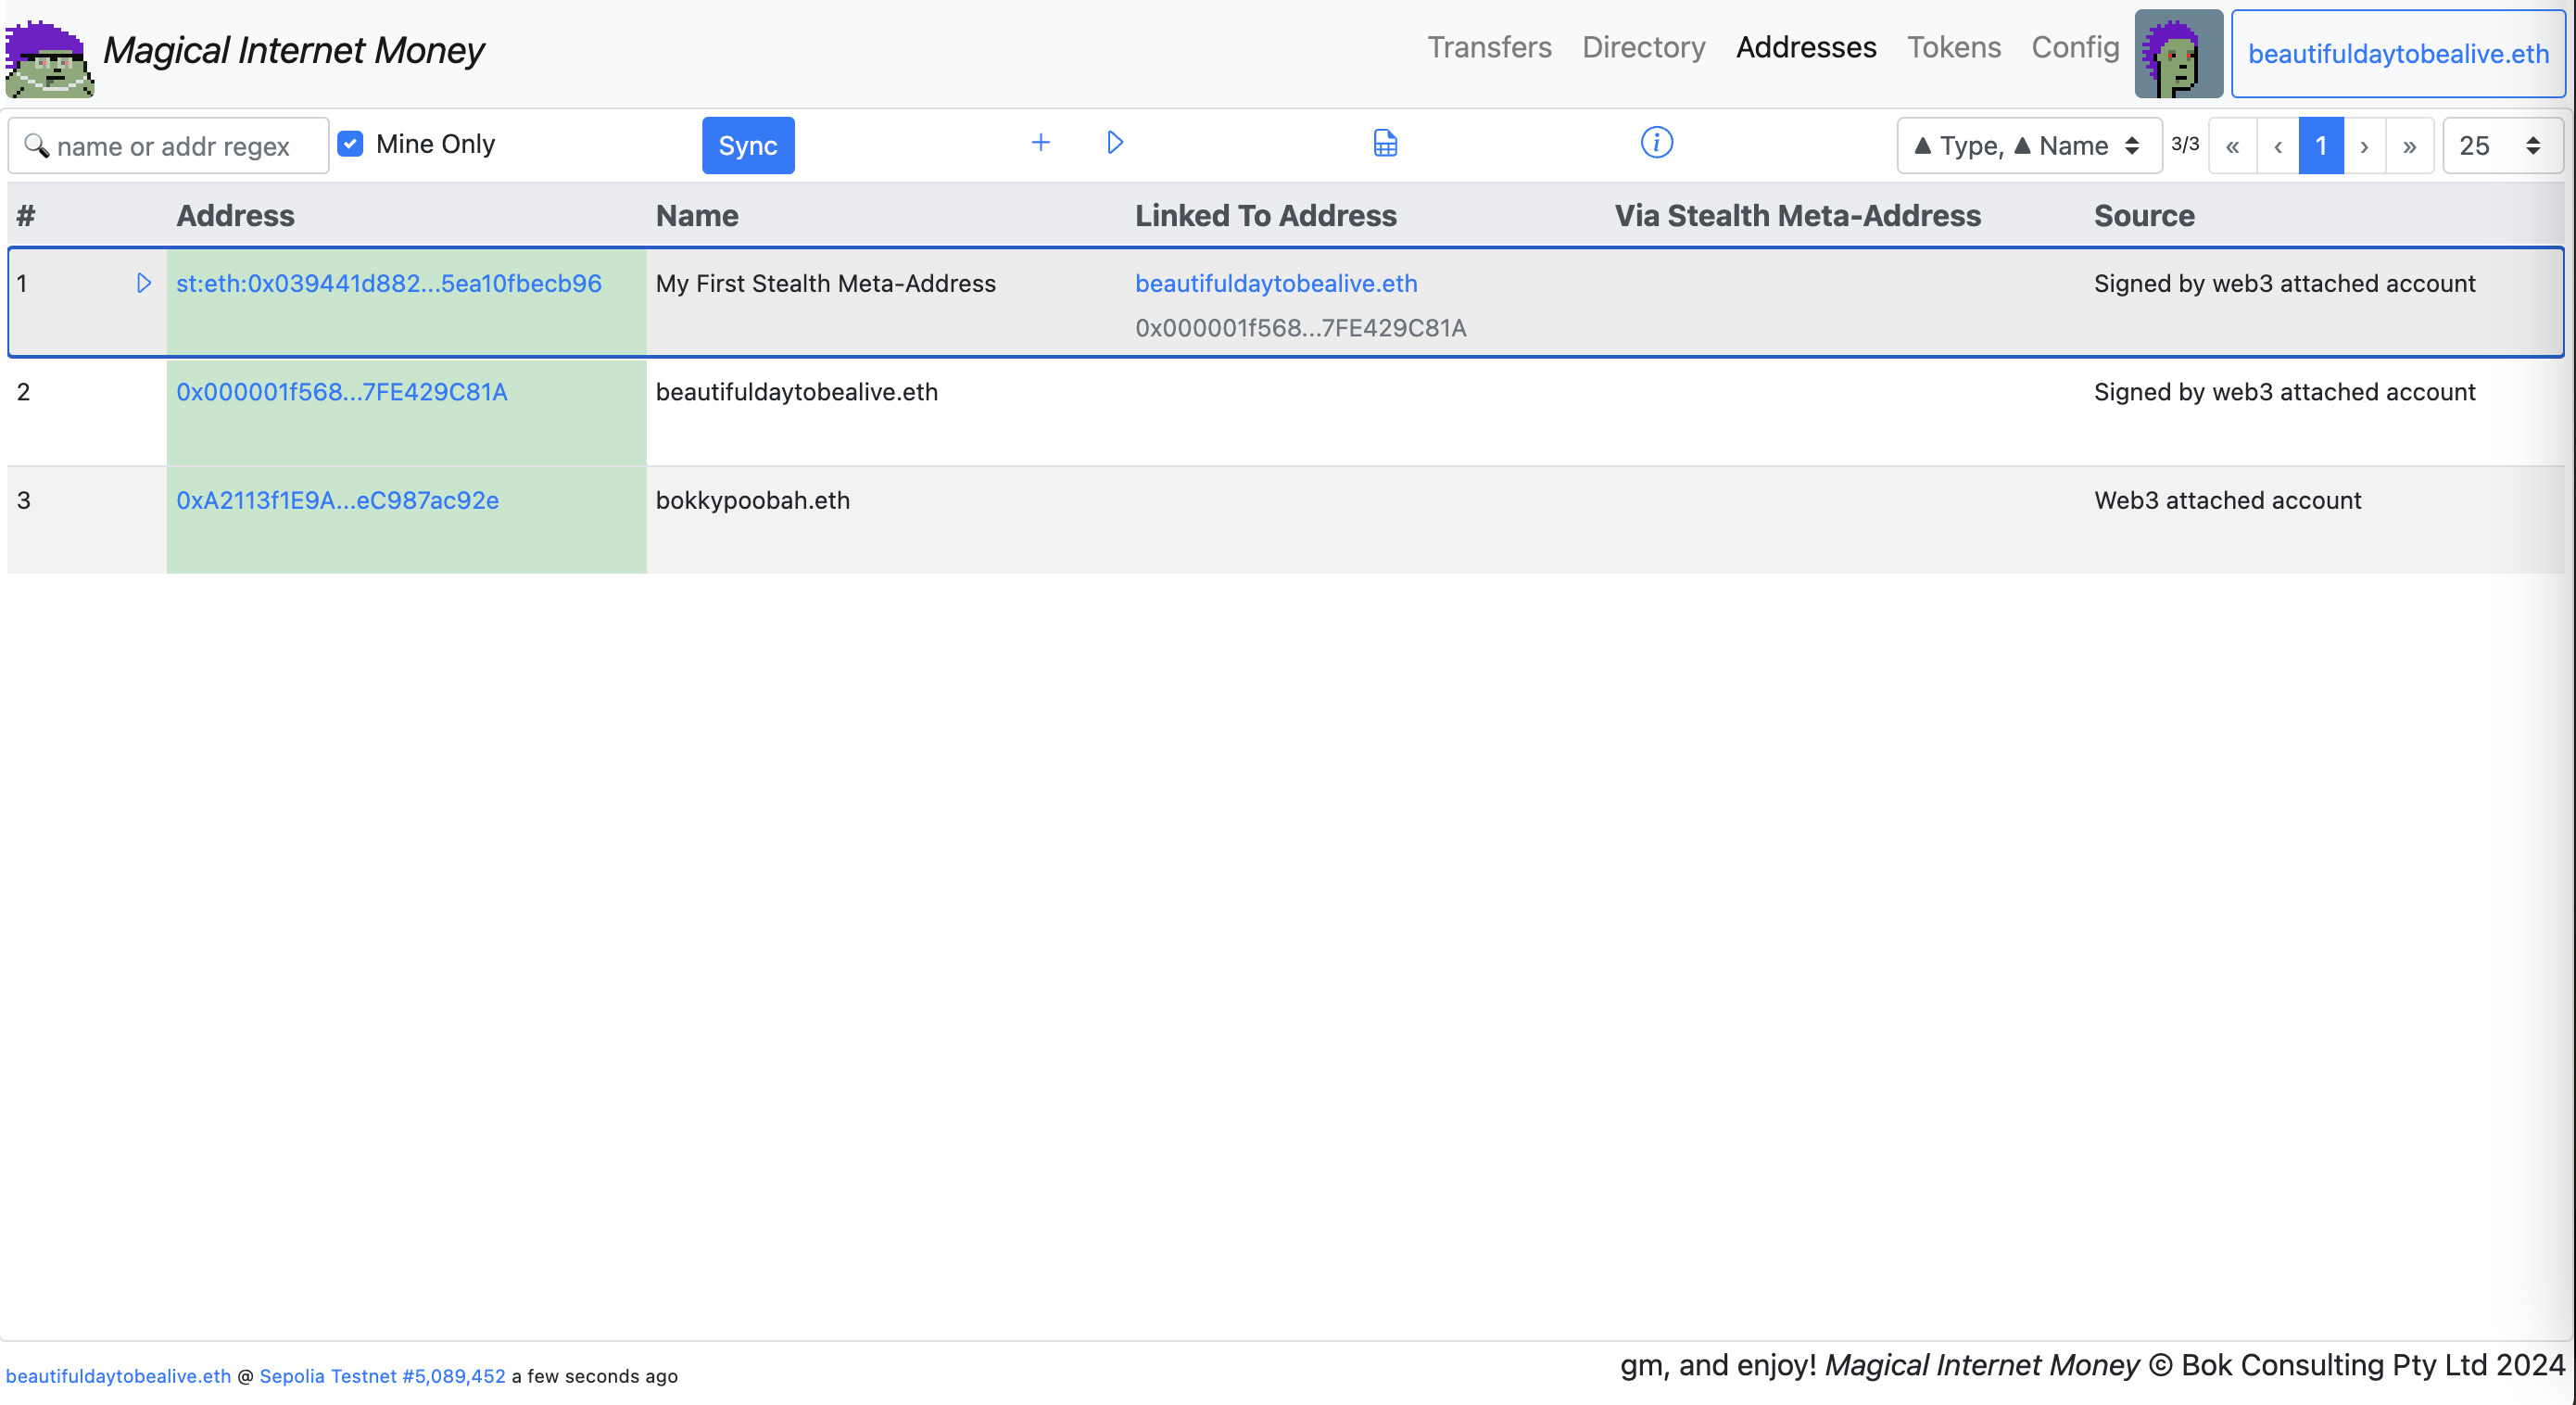 Magical Internet Money
Transfers Directory Addresses Tokens Config beautifuldaytobealive.eth
name or addr regex Mine Only Sync ▲ Type, ▲ Name 3/3 « ‹ 1 › » 25
# Address Name Linked To Address Via Stealth Meta-Address Source
1 st:eth:0x039441d882...5ea10fbecb96 My First Stealth Meta-Address beautifuldaytobealive.eth Signed by web3 attached account
0x000001f568...7FE429C81A
2 0x000001f568...7FE429C81A beautifuldaytobealive.eth Signed by web3 attached account
3 0xA2113f1E9A...eC987ac92e bokkypoobah.eth Web3 attached account
beautifuldaytobealive.eth @ Sepolia Testnet #5,089,452 a few seconds ago
gm, and enjoy! Magical Internet Money © Bok Consulting Pty Ltd 2024